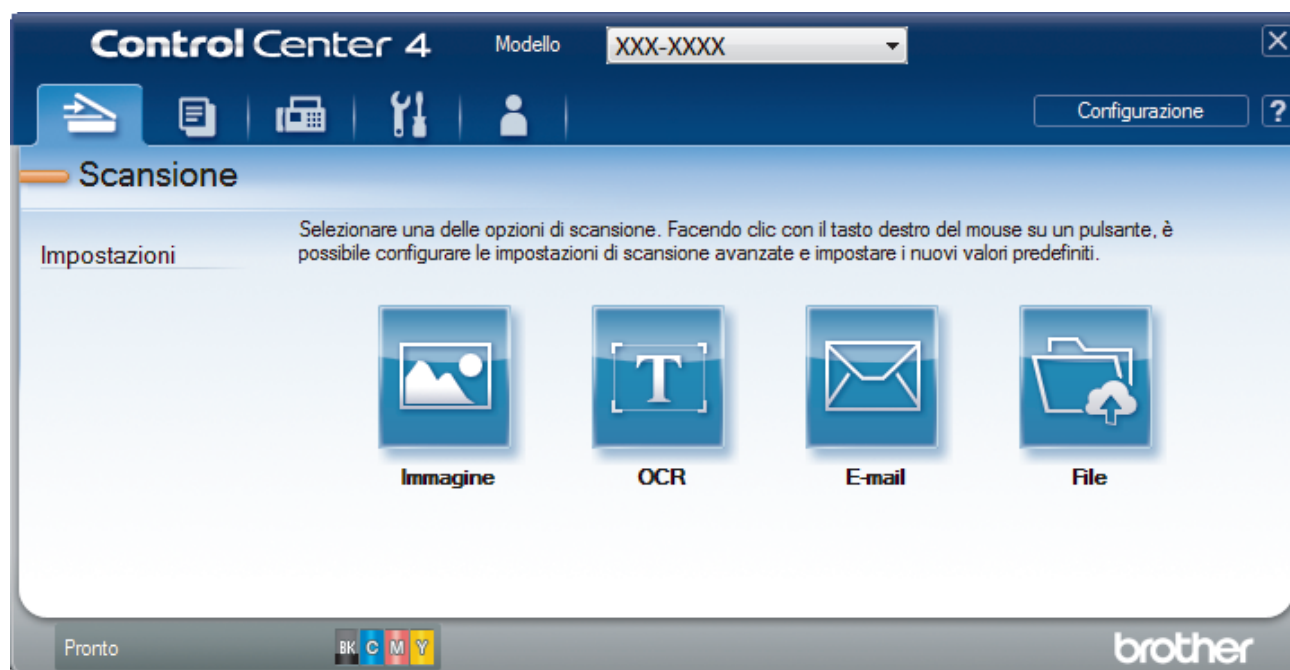 Control Center 4 Modello XXX-XXXX
Configurazione ?
Scansione
Selezionare una delle opzioni di scansione. Facendo clic con il tasto destro del mouse su un pulsante, è
possibile configurare le impostazioni di scansione avanzate e impostare i nuovi valori predefiniti.
Impostazioni
T
Immagine OCR E-mail File
Pronto BK C M Y brother